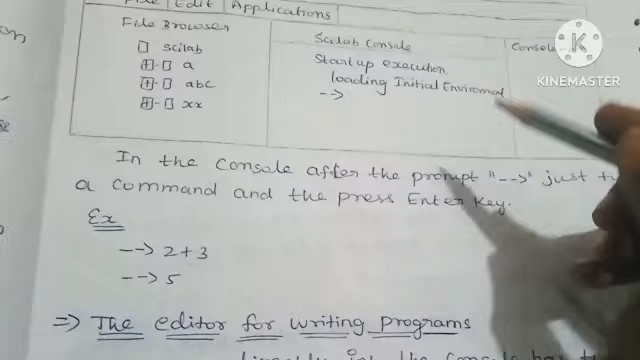 File Edit Applications
File Browser
scilab
a
abc
xx
Scilab Console
Startup execution
loading Initial Environment
-->
Console
KINEMASTER
In the console after the prompt "-->" just
a command and the press Enter key.
Ex
--> 2+3
--> 5
=> The editor for writing programs
the console